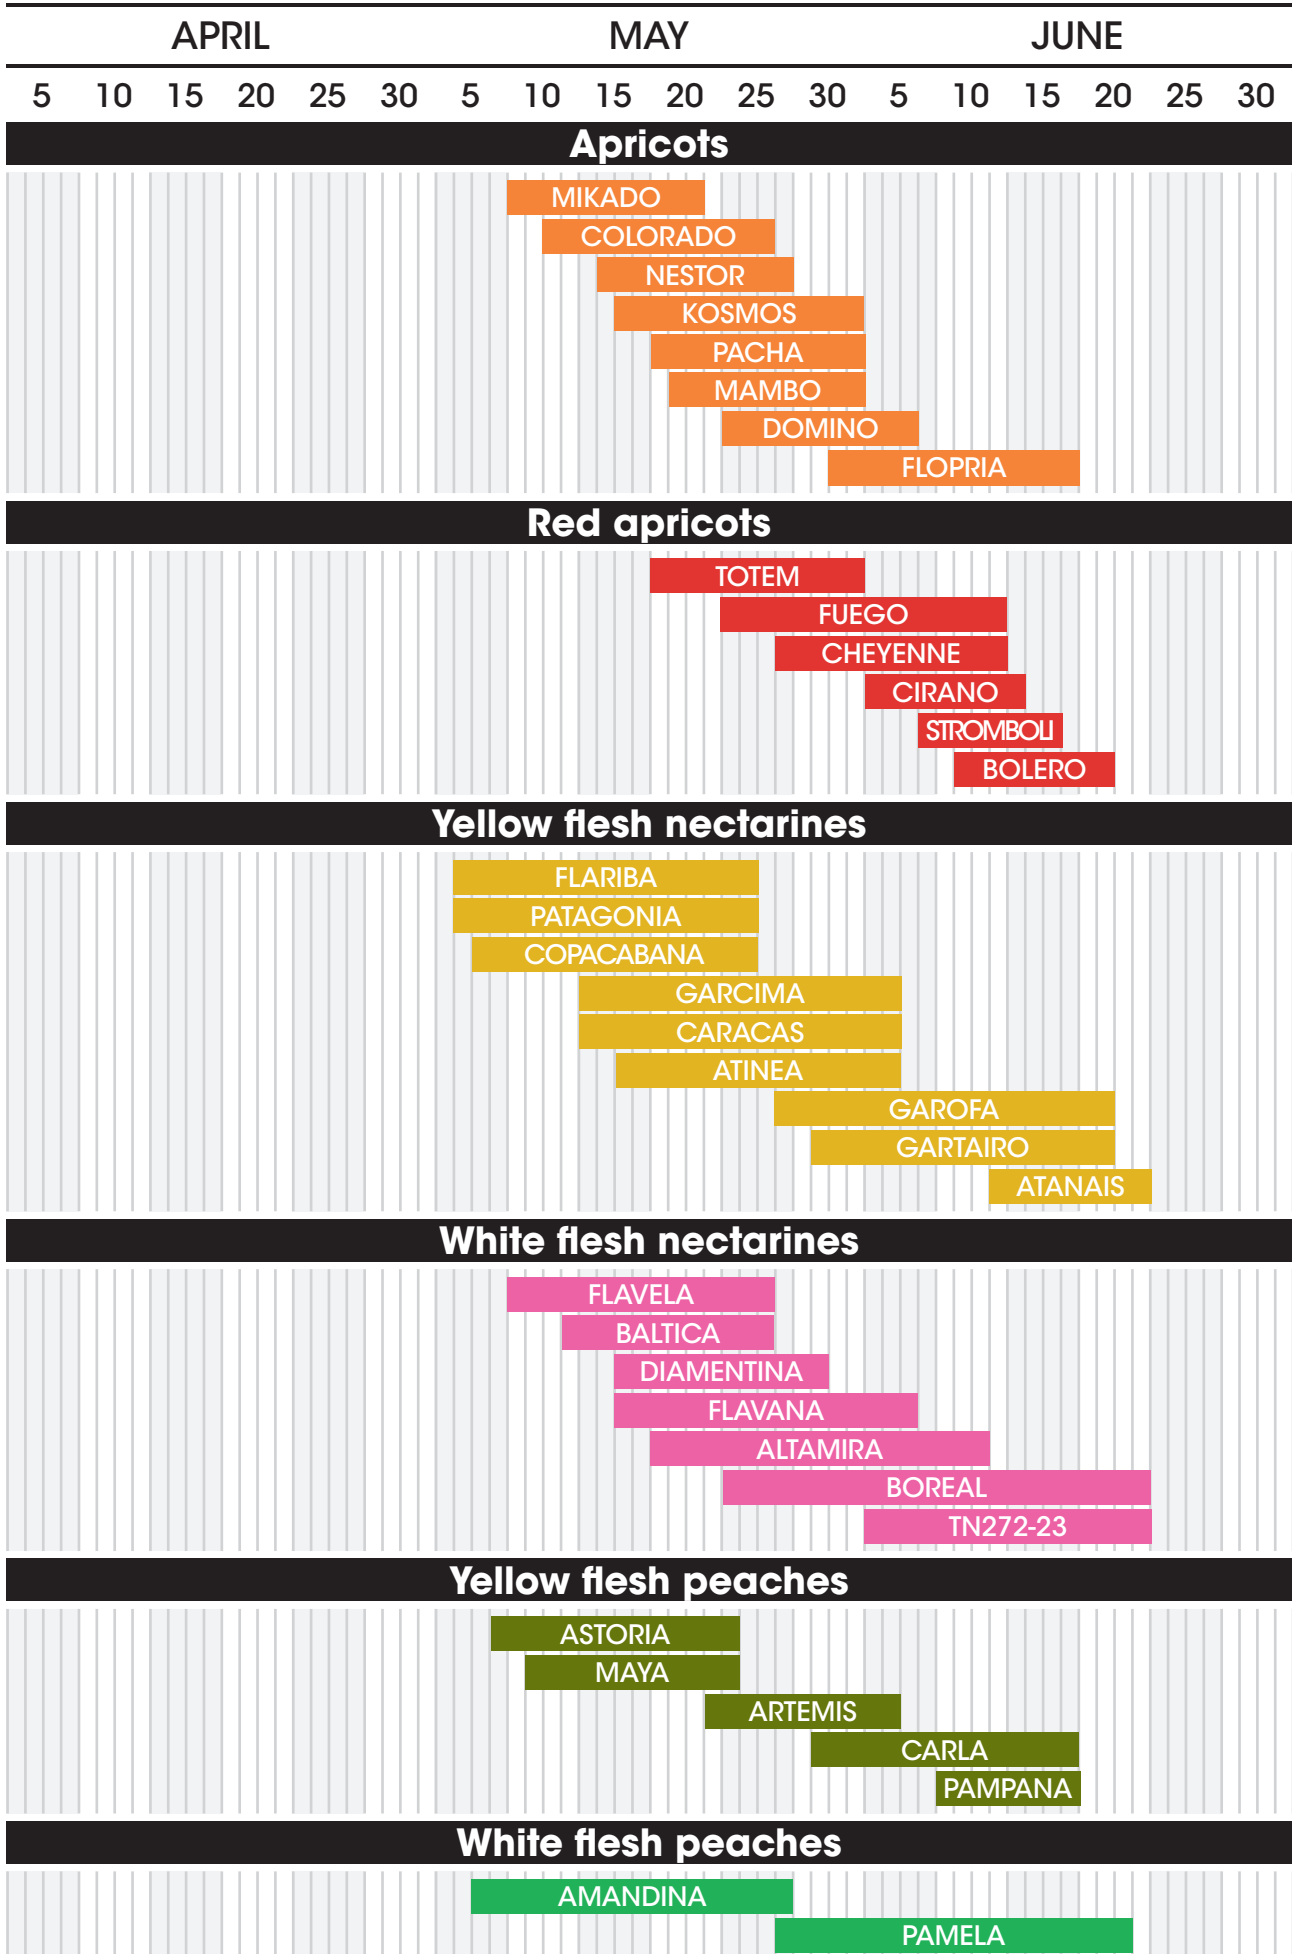 APRIL MAY JUNE
5 10 15 20 25 30 5 10 15 20 25 30 5 10 15 20 25 30
Apricots
MIKADO
COLORADO
NESTOR
KOSMOS
PACHA
MAMBO
DOMINO
FLOPRIA
Red apricots
TOTEM
FUEGO
CHEYENNE
CIRANO
STROMBOLI
BOLERO
Yellow flesh nectarines
FLARIBA
PATAGONIA
COPACABANA
GARCIMA
CARACAS
ATINEA
GAROFA
GARTAIRO
ATANAIS
White flesh nectarines
FLAVELA
BALTICA
DIAMENTINA
FLAVANA
ALTAMIRA
BOREAL
TN272-23
Yellow flesh peaches
ASTORIA
MAYA
ARTEMIS
CARLA
PAMPANA
White flesh peaches
AMANDINA
PAMELA